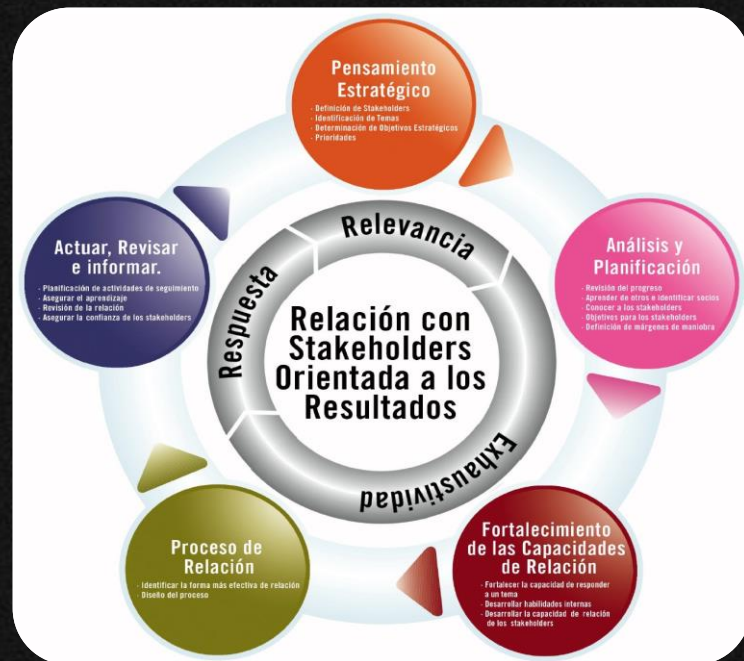 Pensamiento
Estratégico
- Definición de Stakeholders
- Identificación de Temas
- Determinación de Objetivos Estratégicos
- Prioridades
Análisis y
Planificación
- Revisión del progreso
- Aprender de otros e identificar socios
- Conocer a los stakeholders
- Objetivos para los stakeholders
- Definición de márgenes de maniobra
Fortalecimiento
de las Capacidades
de Relación
- Fortalecer la capacidad de responder
a un tema
- Desarrollar habilidades internas
- Desarrollar la capacidad de relación
de los stakeholders
Proceso de
Relación
- Identificar la forma más efectiva de relación
- Diseño del proceso
Actuar, Revisar
e informar.
- Planificación de actividades de seguimiento
- Asegurar el aprendizaje
- Revisión de la relación
- Asegurar la confianza de los stakeholders
Relevancia
Exhaustividad
Respuesta
Relación con
Stakeholders
Orientada a los
Resultados